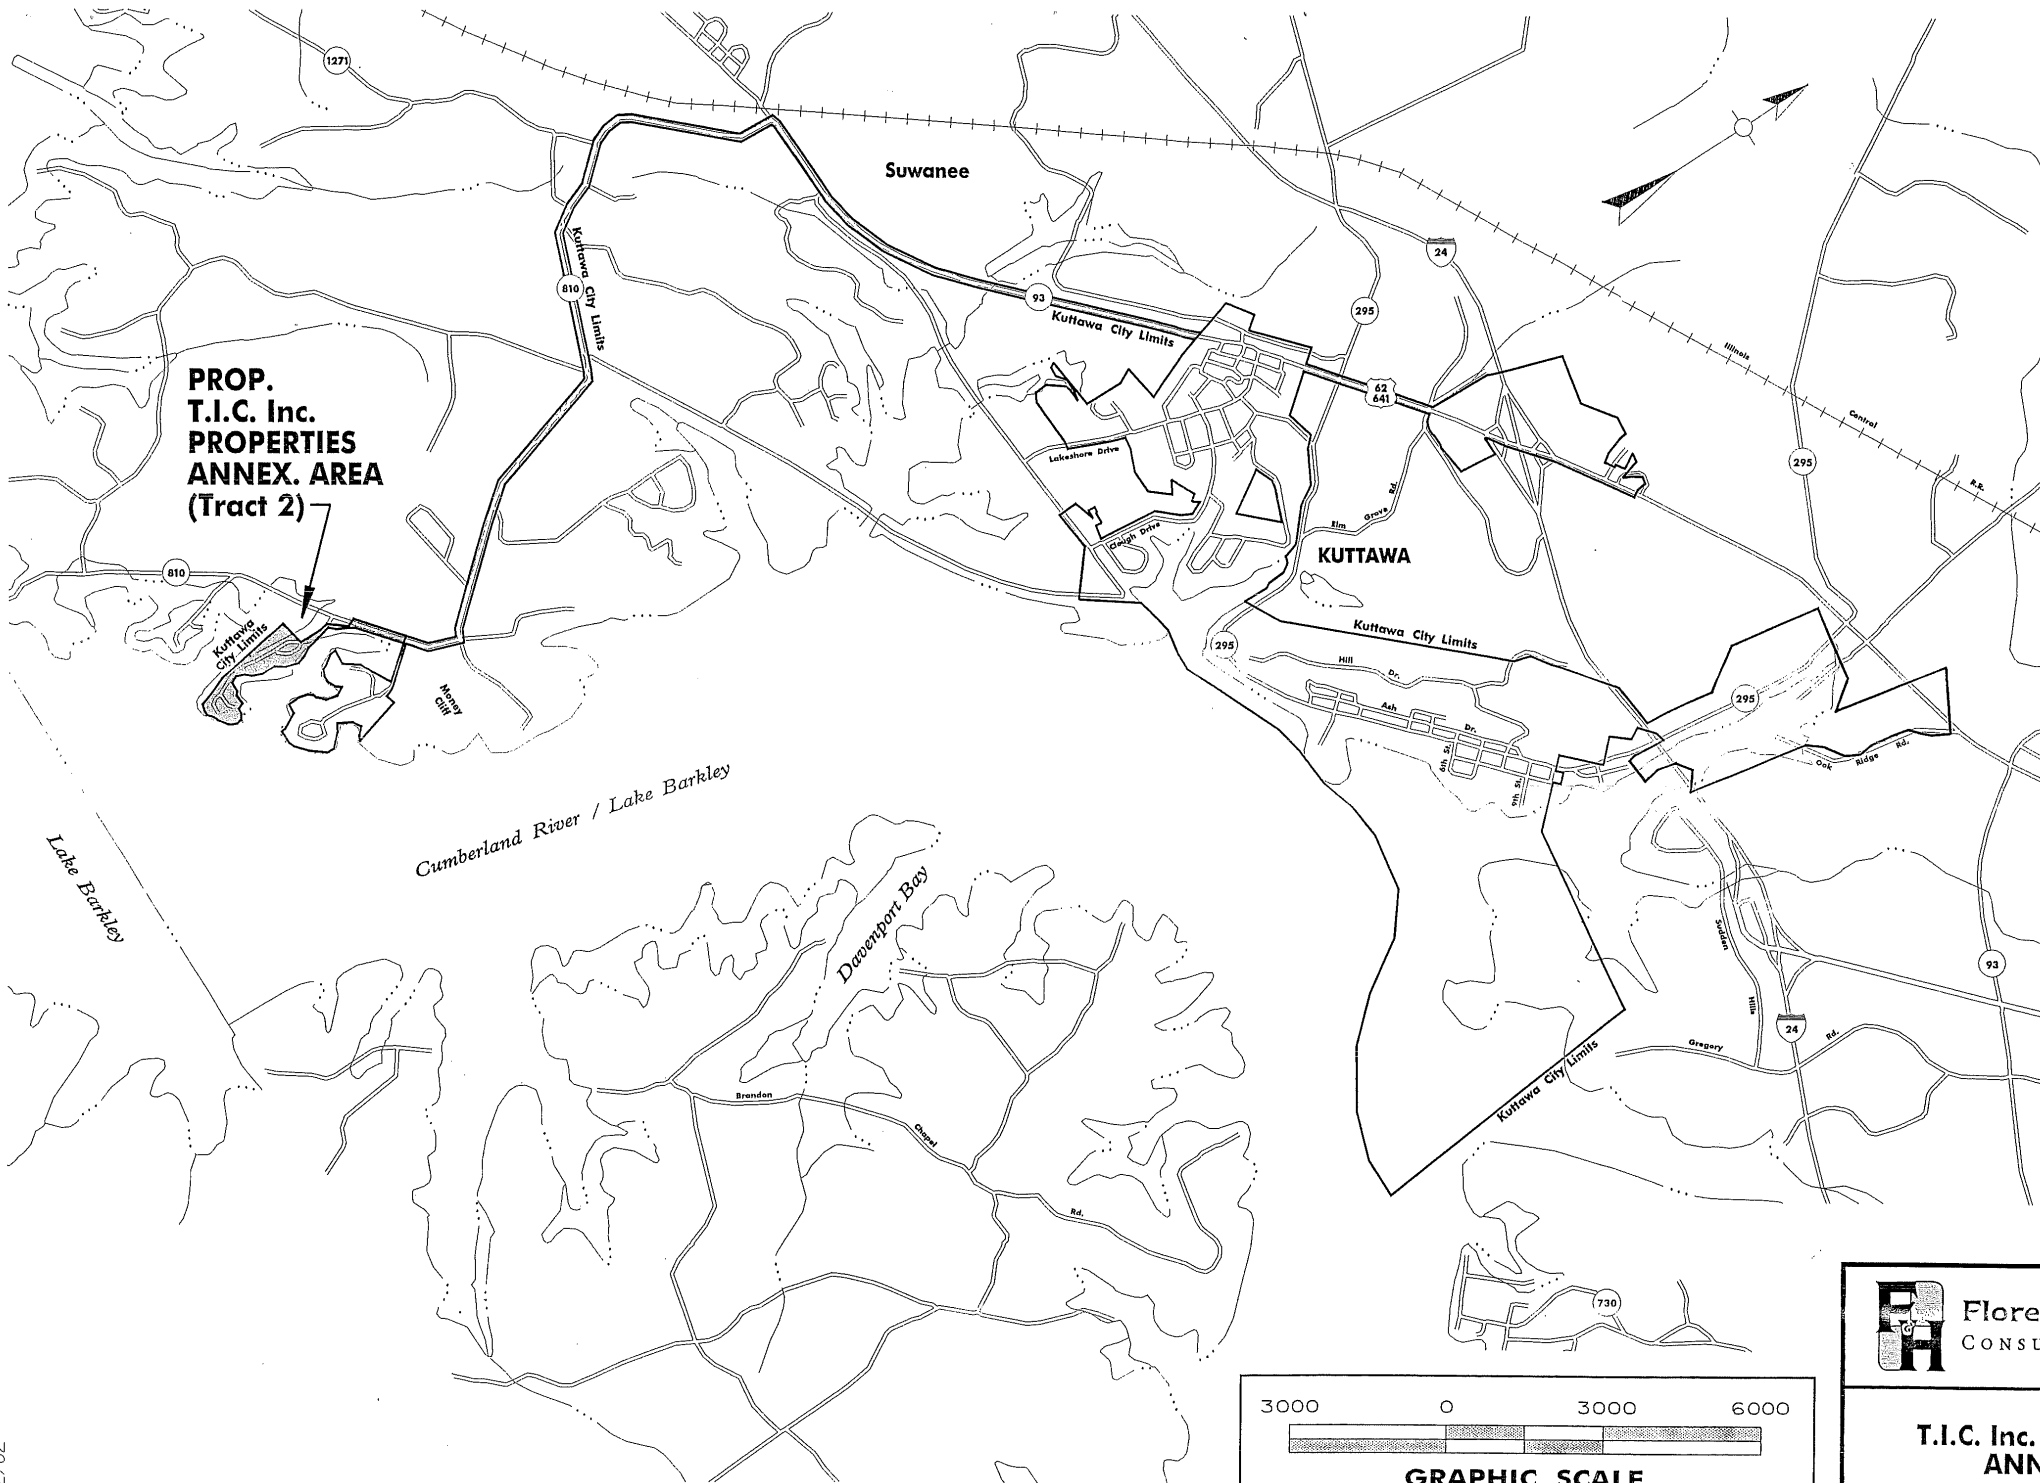 1271
Suwanee
24
295
810
Kuttawa City Limits
93
Kuttawa City Limits
62
641
Illinois
Central
R.R.
295
PROP.
T.I.C. Inc.
PROPERTIES
ANNEX. AREA
(Tract 2)
Lakeshore Drive
Clough Drive
Elm
Grove
Rd.
KUTTAWA
810
Kuttawa
City Limits
Money
Cliff
295
Kuttawa City Limits
Hill
Dr.
Ash
Dr.
6th St.
9th St.
295
Oak
Ridge
Rd.
Cumberland River / Lake Barkley
Lake Barkley
Davenport Bay
Sudden
Hills
93
24
Gregory
Rd.
Kuttawa City Limits
Brandon
Chapel
Rd.
730
F&H
Flore
CONSU
3000 0 3000 6000
GRAPHIC SCALE
T.I.C. Inc.
ANN